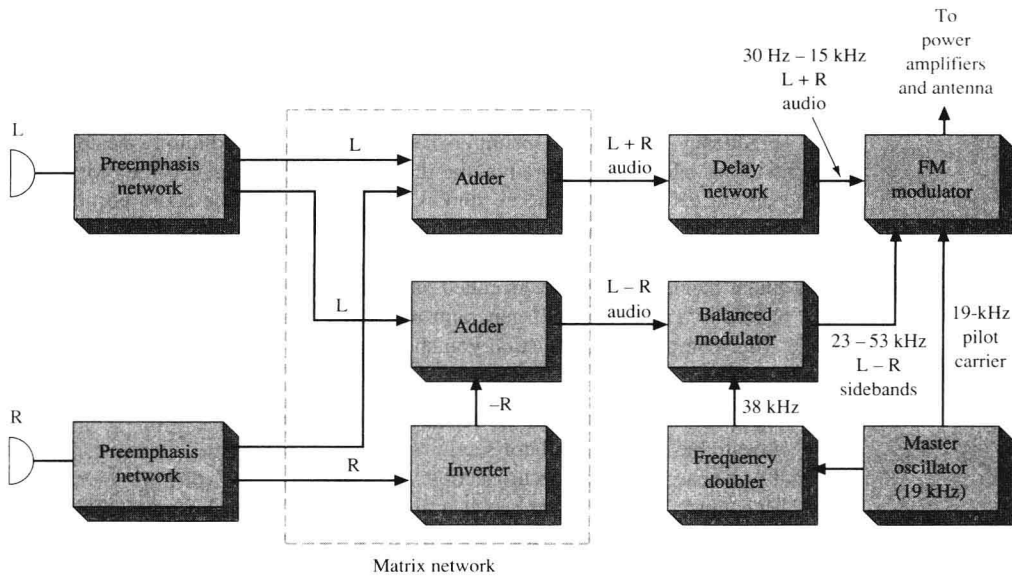 To
power
amplifiers
and antenna
30 Hz – 15 kHz
L + R
audio
L
Preemphasis
network
L
Adder
L + R
audio
Delay
network
FM
modulator
L
Adder
L – R
audio
Balanced
modulator
23 – 53 kHz
L – R
sidebands
19-kHz
pilot
carrier
–R
38 kHz
R
Preemphasis
network
R
Inverter
Frequency
doubler
Master
oscillator
(19 kHz)
Matrix network